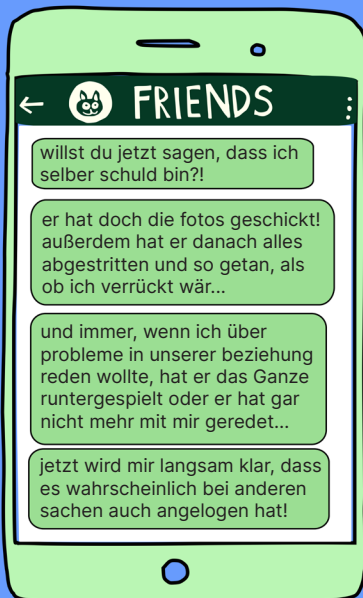 FRIENDS
willst du jetzt sagen, dass ich
selber schuld bin?!
er hat doch die fotos geschickt!
außerdem hat er danach alles
abgestritten und so getan, als
ob ich verrückt wär...
und immer, wenn ich über
probleme in unserer beziehung
reden wollte, hat er das Ganze
runtergespielt oder er hat gar
nicht mehr mit mir geredet...
jetzt wird mir langsam klar, dass
es wahrscheinlich bei anderen
sachen auch angelogen hat!